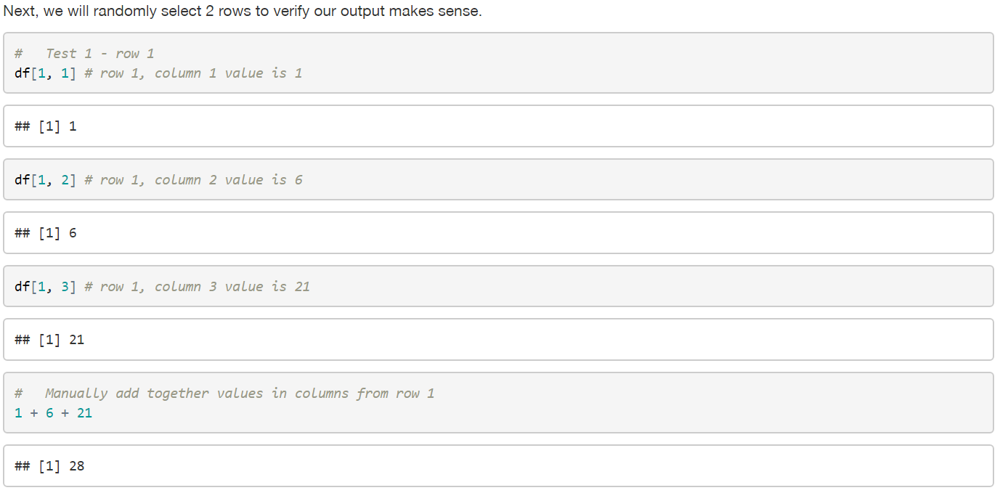 Next, we will randomly select 2 rows to verify our output makes sense.
#   Test 1 - row 1
df[1, 1] # row 1, column 1 value is 1
## [1] 1
df[1, 2] # row 1, column 2 value is 6
## [1] 6
df[1, 3] # row 1, column 3 value is 21
## [1] 21
#   Manually add together values in columns from row 1
1 + 6 + 21
## [1] 28